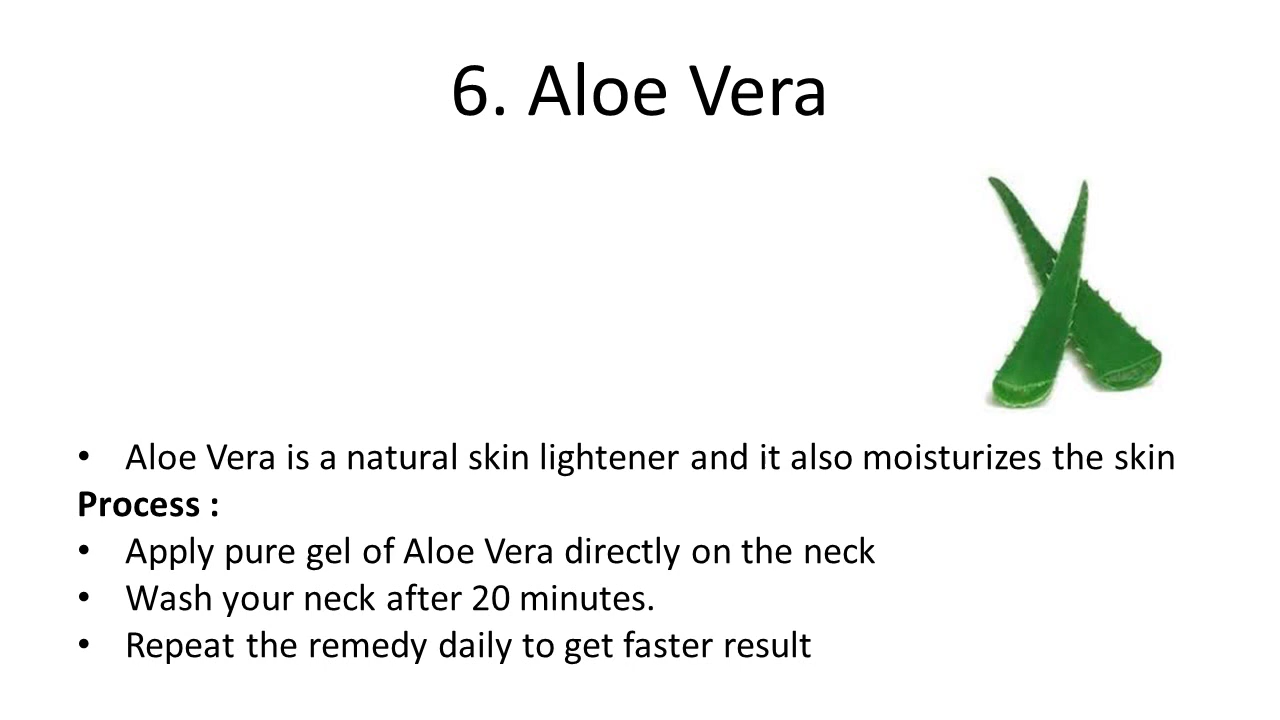 6. Aloe Vera
• Aloe Vera is a natural skin lightener and it also moisturizes the skin
Process :
• Apply pure gel of Aloe Vera directly on the neck
• Wash your neck after 20 minutes.
• Repeat the remedy daily to get faster result